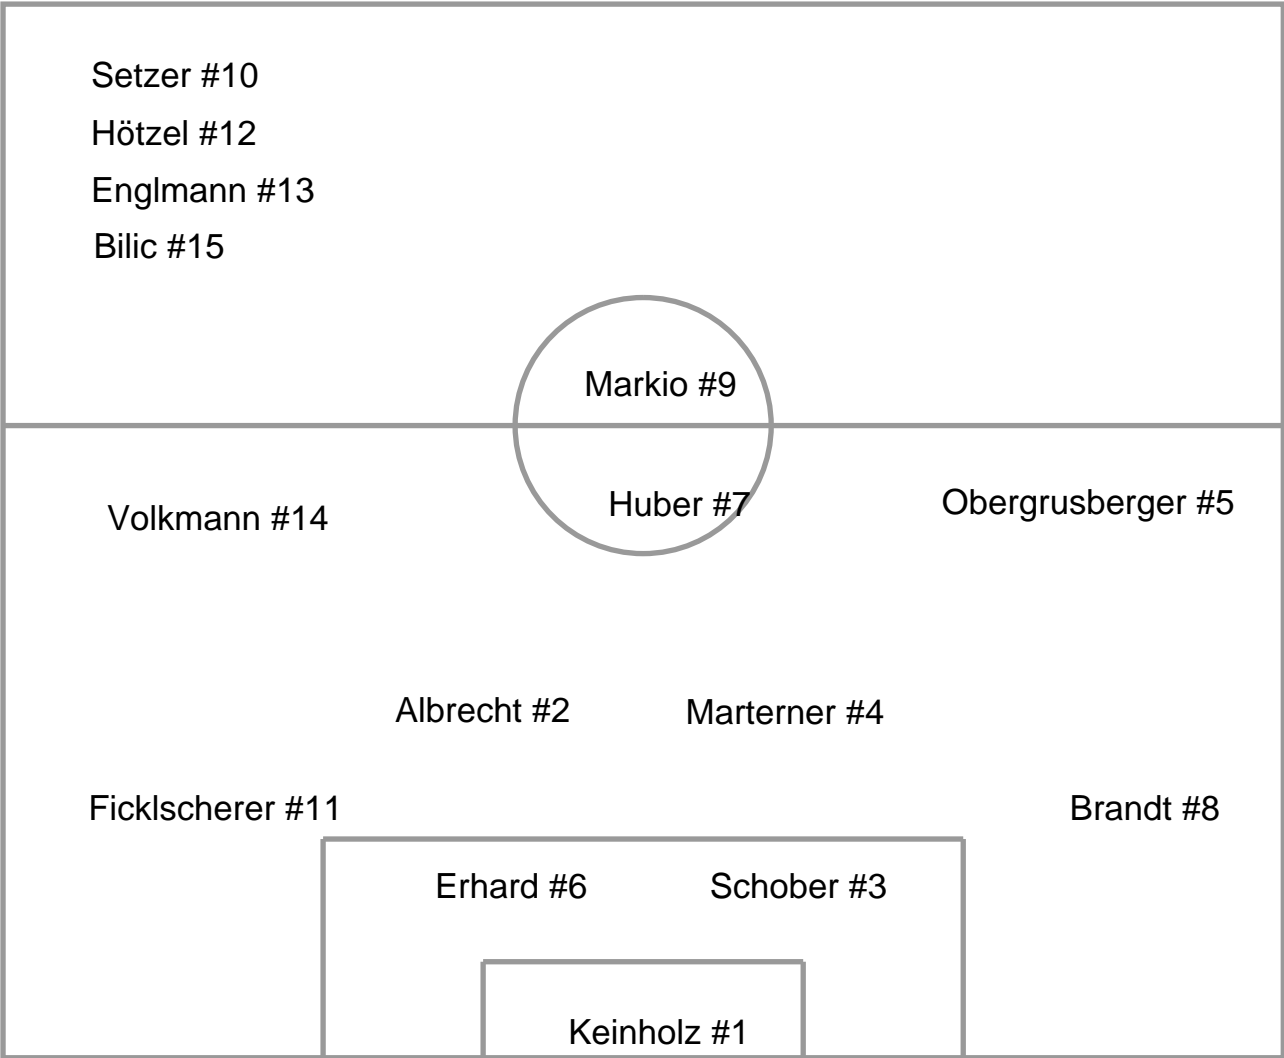 Setzer #10
Hötzel #12
Englmann #13
Bilic #15
Markio #9
Volkmann #14
Huber #7
Obergrusberger #5
Albrecht #2
Marterner #4
Ficklscherer #11
Brandt #8
Erhard #6
Schober #3
Keinholz #1